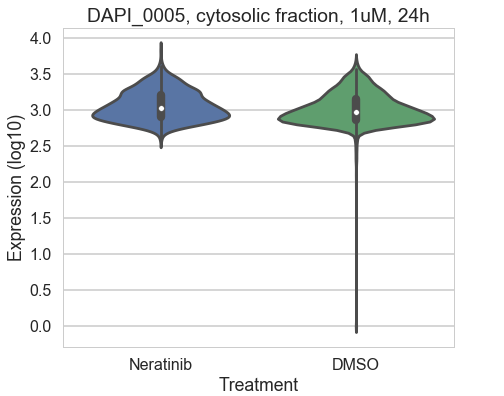 DAPI_0005, cytosolic fraction, 1uM, 24h
4.0
3.5
3.0
2.5
2.0
1.5
1.0
0.5
0.0
Expression (log10)
Neratinib DMSO
Treatment